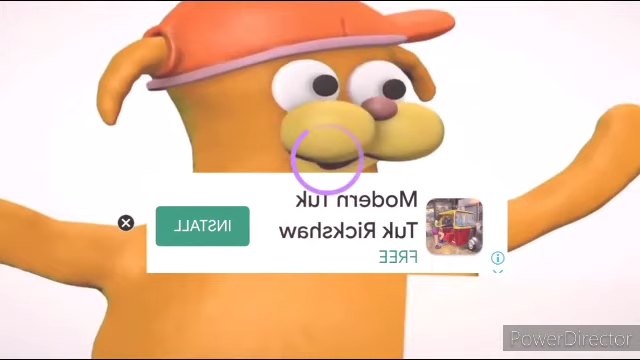 Modern Tuk
Tuk Rickshaw
FREE
INSTALL
PowerDirector